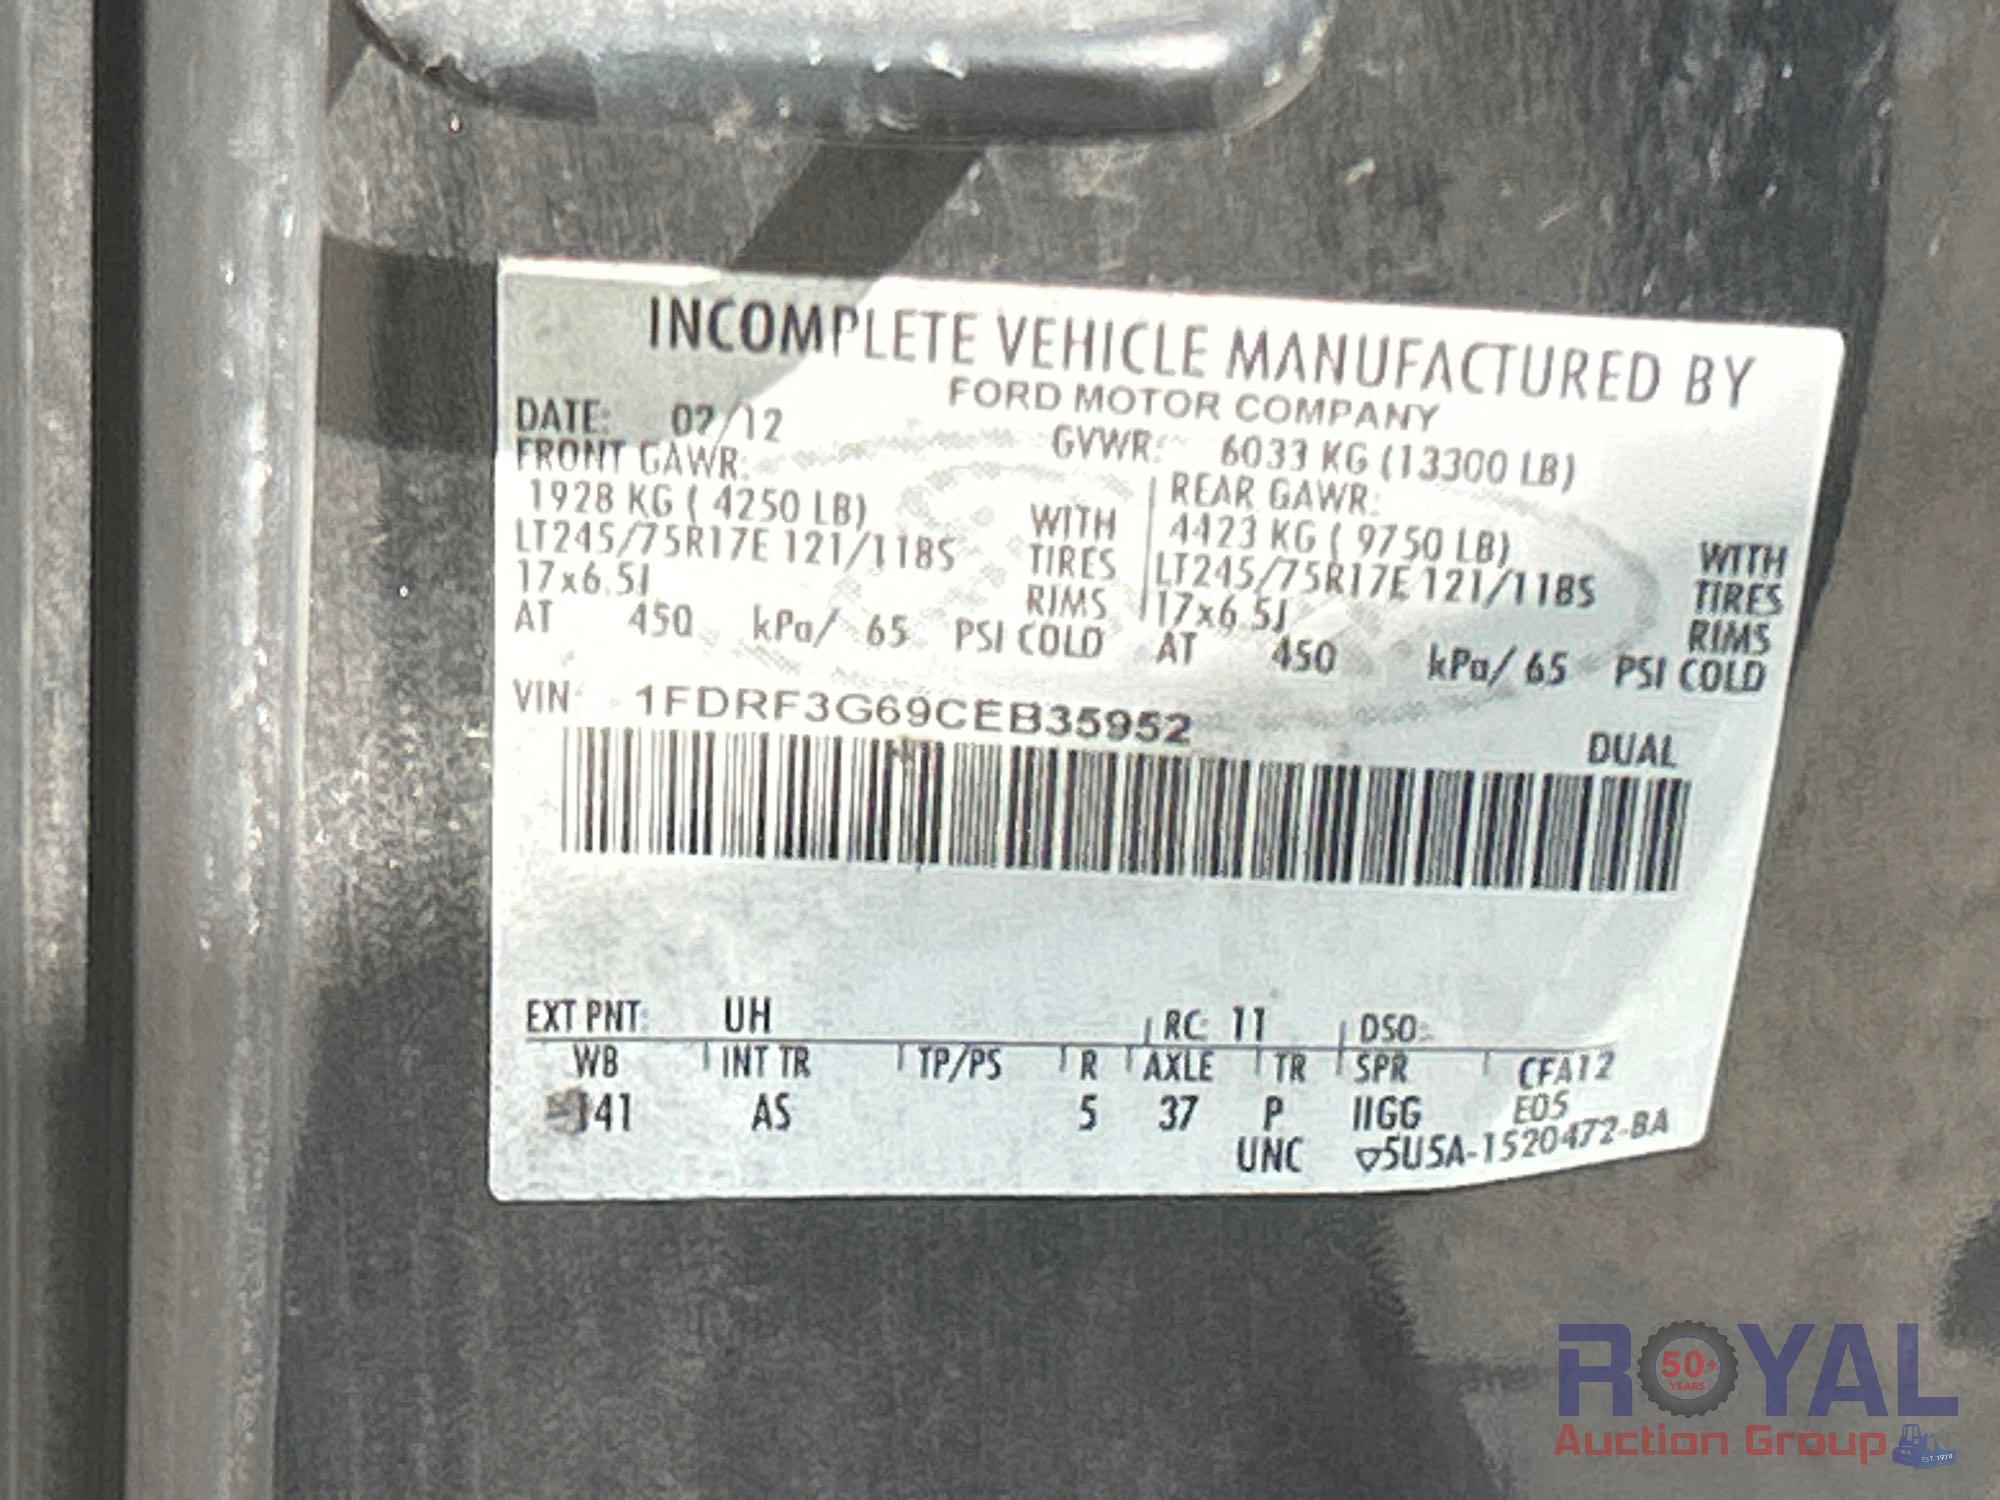 INCOMPLETE VEHICLE MANUFACTURED BY
FORD MOTOR COMPANY
DATE: 02/12 GVWR: 6033 KG (13300 LB)
FRONT GAWR: REAR GAWR:
1928 KG ( 4250 LB) WITH 4423 KG ( 9750 LB) WITH
LT245/75R17E 121/118S TIRES LT245/75R17E 121/118S TIRES
17x6.5J RIMS 17x6.5J RIMS
AT 450 kPa/ 65 PSI COLD AT 450 kPa/ 65 PSI COLD
VIN: 1FDRF3G69CEB35952
DUAL
EXT PNT: UH RC: 11 DSO:
WB INT TR TP/PS R AXLE TR SPR CFA12
141 AS 5 37 P IIGG E05
UNC ▽5U5A-1520472-BA
ROYAL
50+
YEARS
Auction Group
EST. 1970